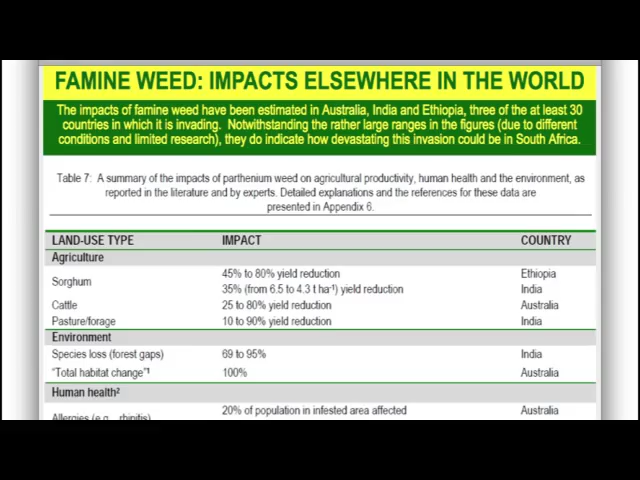 FAMINE WEED: IMPACTS ELSEWHERE IN THE WORLD
The impacts of famine weed have been estimated in Australia, India and Ethiopia, three of the at least 30
countries in which it is invading. Notwithstanding the rather large ranges in the figures (due to different
conditions and limited research), they do indicate how devastating this invasion could be in South Africa.
Table 7: A summary of the impacts of parthenium weed on agricultural productivity, human health and the environment, as
reported in the literature and by experts. Detailed explanations and the references for these data are
presented in Appendix 6.
LAND-USE TYPE IMPACT COUNTRY
Agriculture
Sorghum 45% to 80% yield reduction Ethiopia
35% (from 6.5 to 4.3 t ha-¹) yield reduction India
Cattle 25 to 80% yield reduction Australia
Pasture/forage 10 to 90% yield reduction India
Environment
Species loss (forest gaps) 69 to 95% India
"Total habitat change"¹ 100% Australia
Human health²
Allergies (e.g., rhinitis) 20% of population in infested area affected Australia